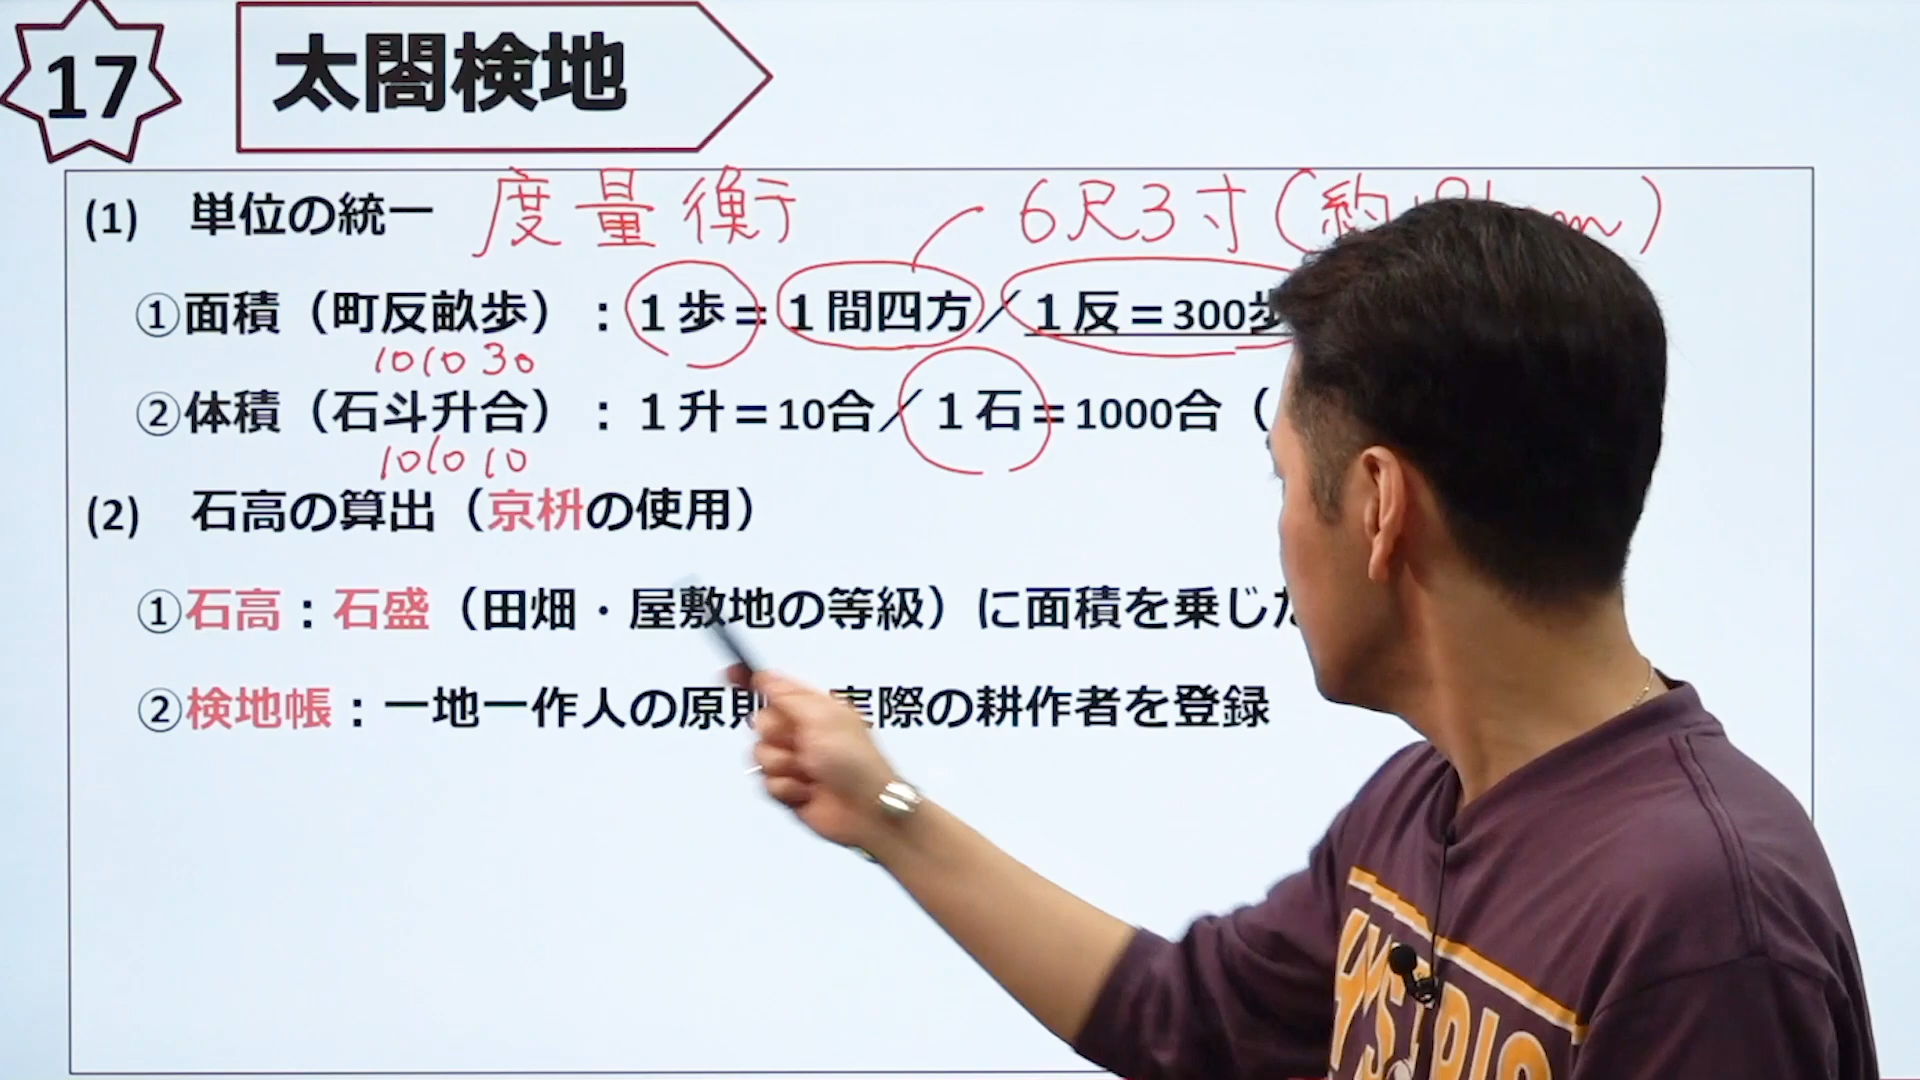 17
太閤検地
(1) 単位の統一 度量衡 6尺3寸(約
①面積（町反畝歩）：１歩＝１間四方／１反＝300歩
10 10 30
②体積（石斗升合）：１升＝10合／１石＝1000合（
10 10 10
(2) 石高の算出（京枡の使用）
①石高：石盛（田畑・屋敷地の等級）に面積を乗じた
②検地帳：一地一作人の原則 実際の耕作者を登録